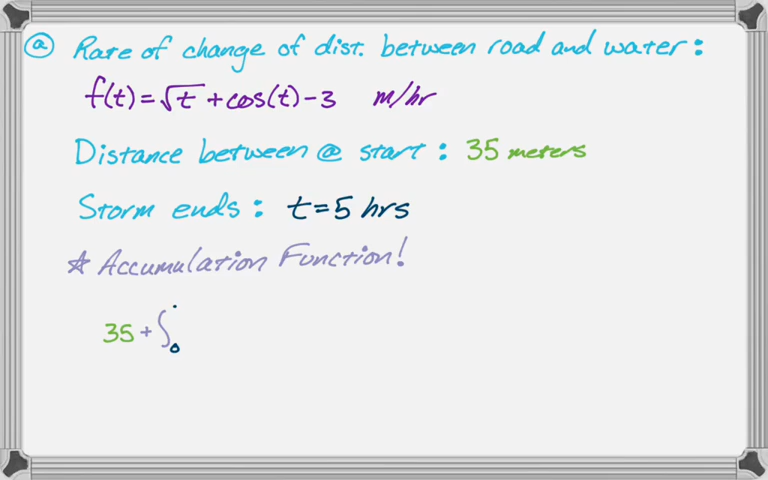 ⓐ Rate of change of dist. between road and water:
f(t) = √t + cos(t) - 3 m/hr
Distance between @ start: 35 meters
Storm ends: t = 5 hrs
☆ Accumulation Function!
35 + ∫₀